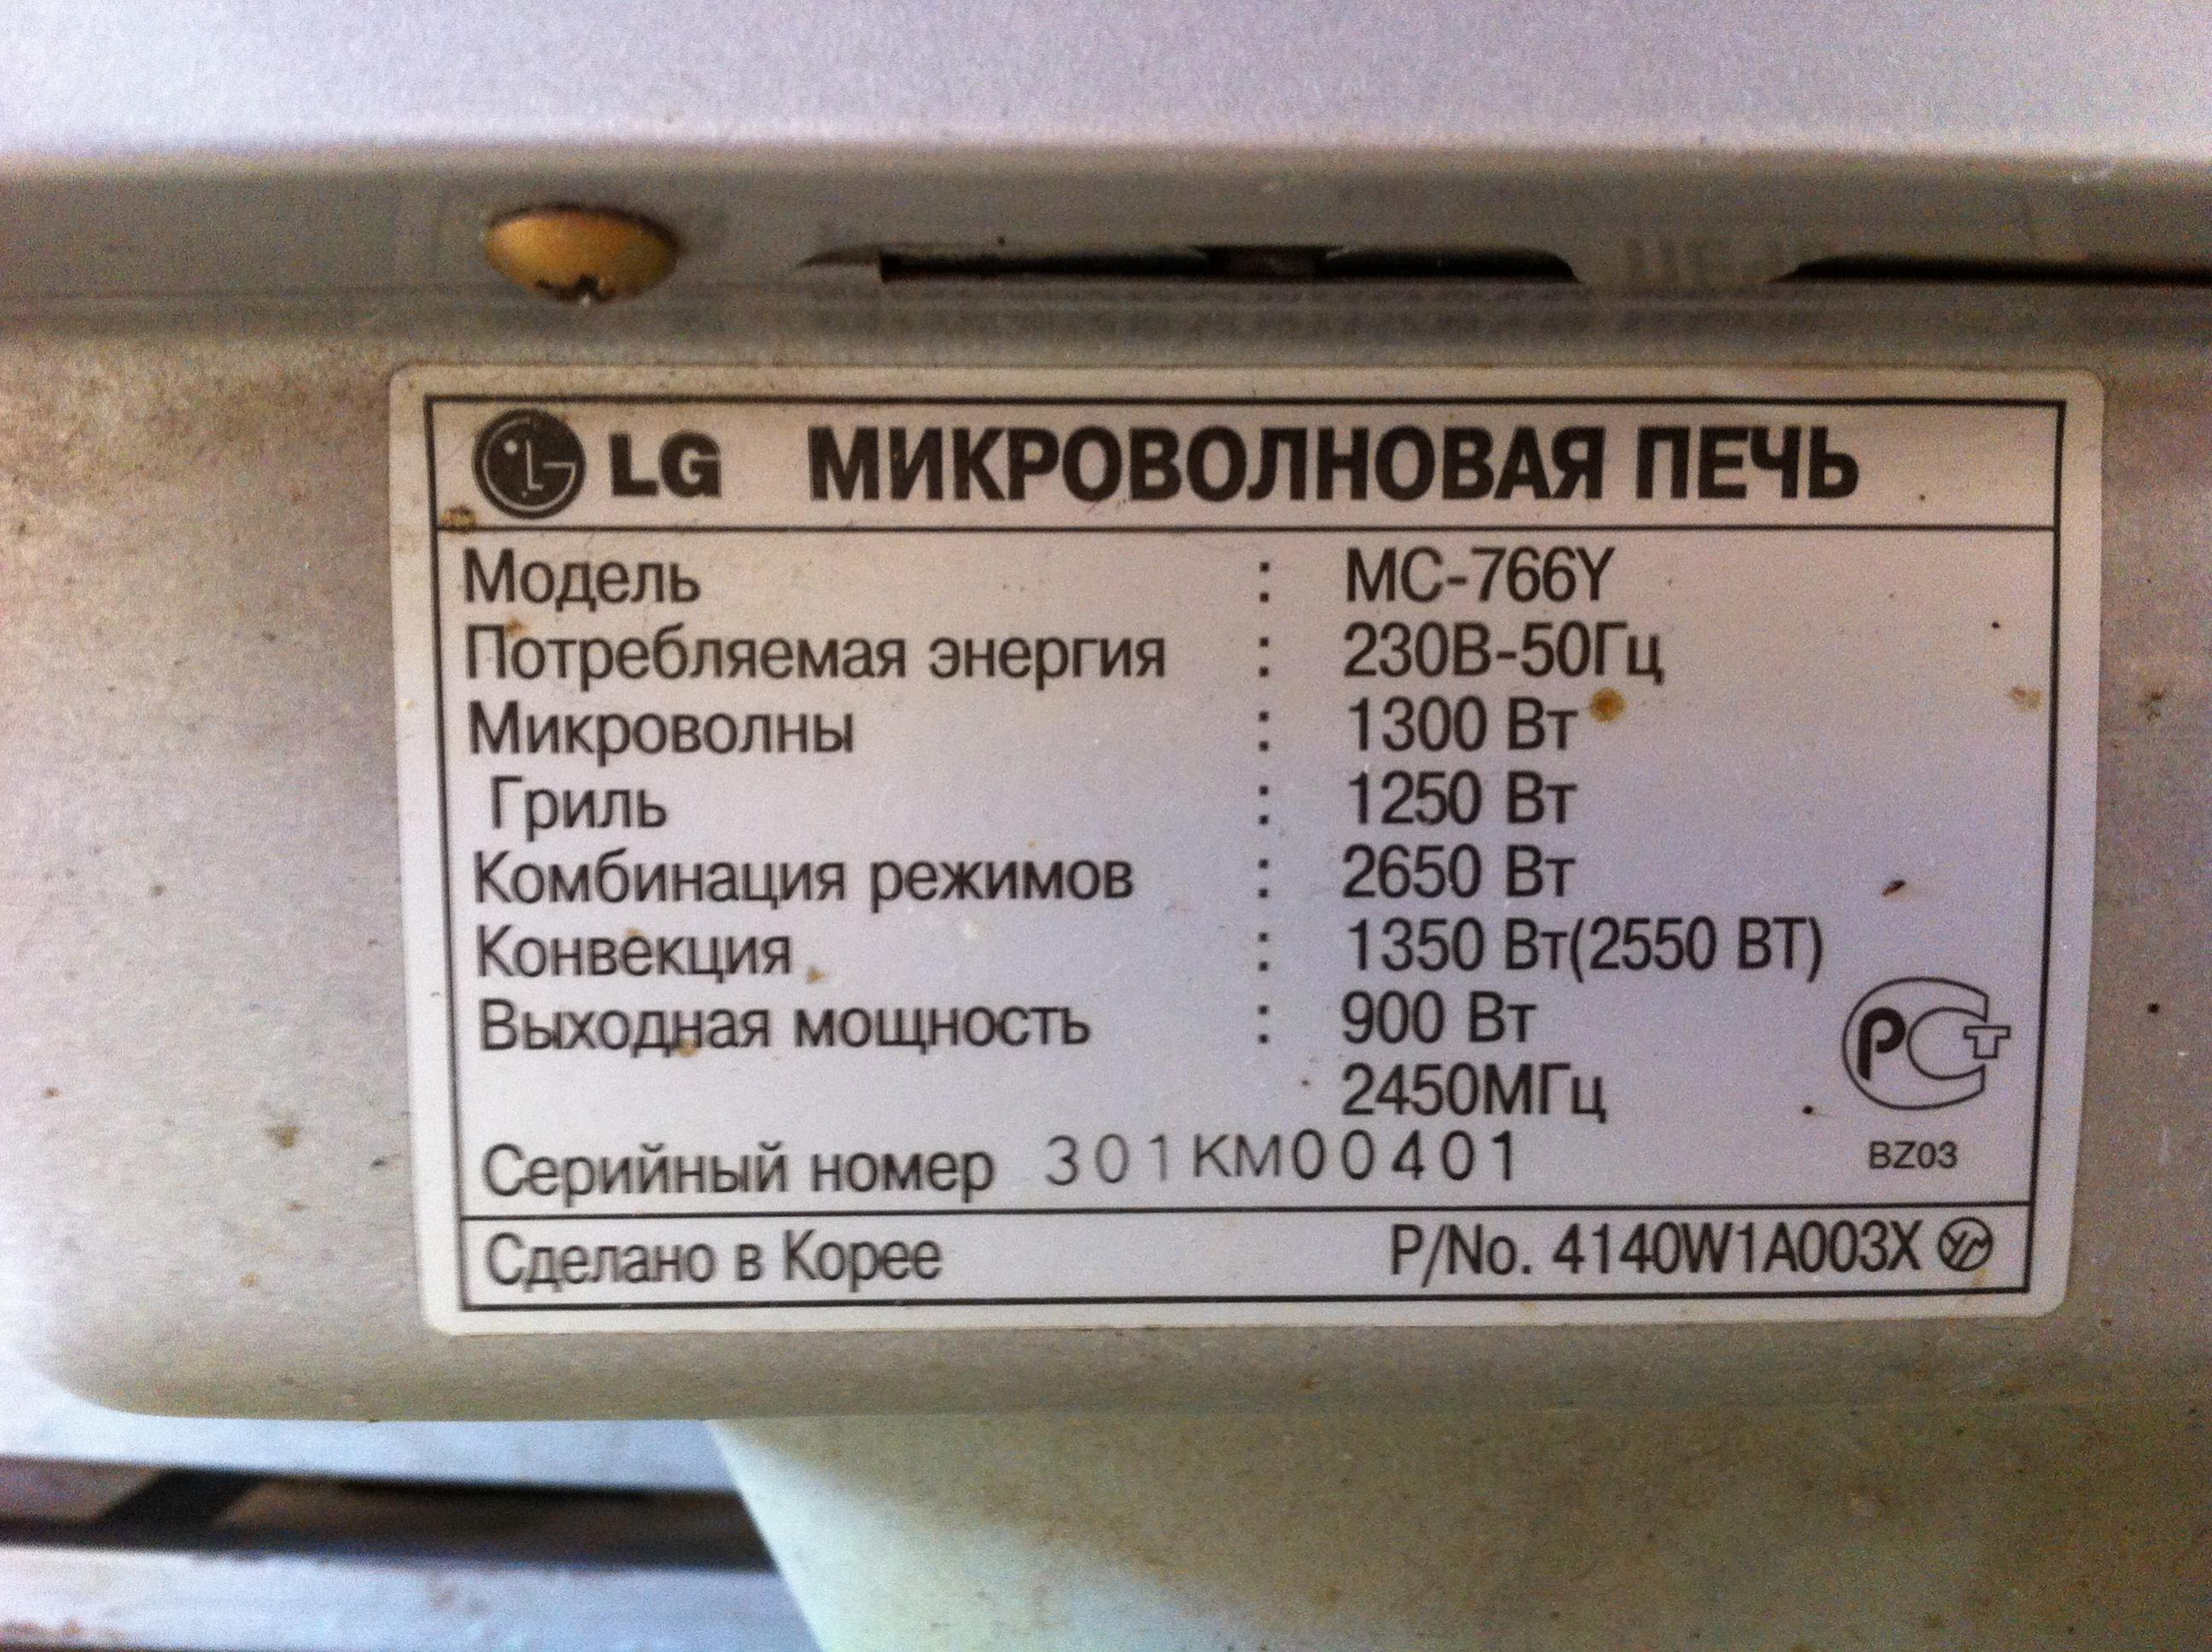 LG МИКРОВОЛНОВАЯ ПЕЧЬ
Модель : MC-766Y
Потребляемая энергия : 230В-50Гц
Микроволны : 1300 Вт
Гриль : 1250 Вт
Комбинация режимов : 2650 Вт
Конвекция : 1350 Вт(2550 ВТ)
Выходная мощность : 900 Вт
2450МГц
РСТ
Серийный номер 301KM00401
BZ03
Сделано в Корее P/No. 4140W1A003X